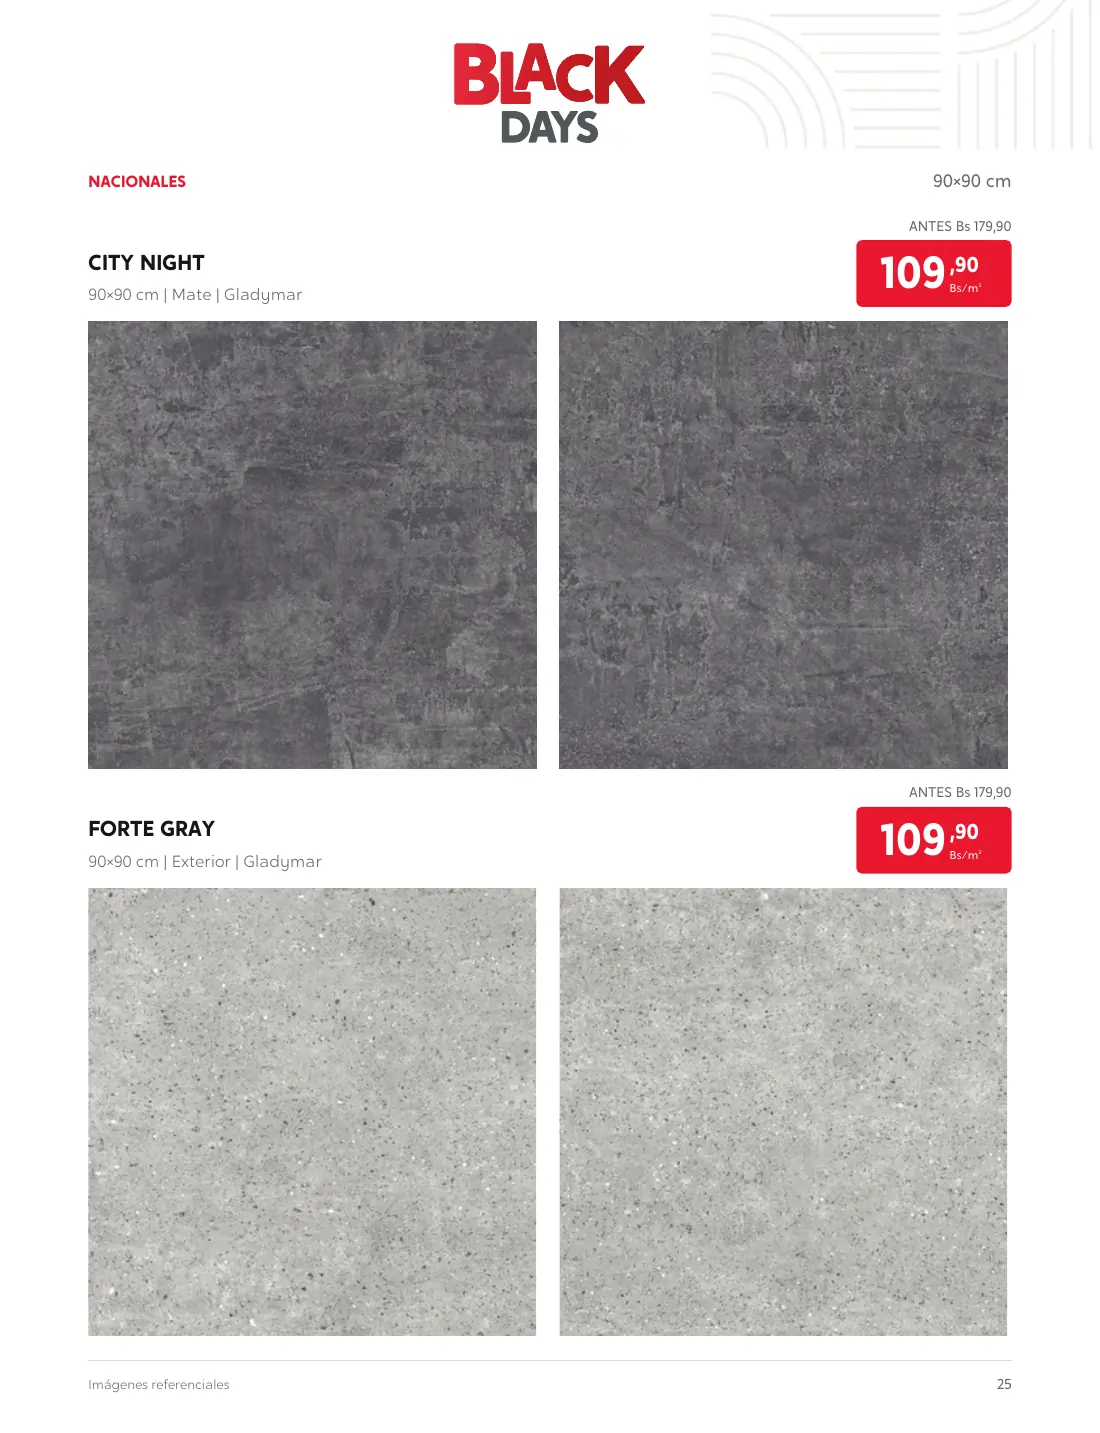 BLACK
DAYS
NACIONALES
90×90 cm
ANTES Bs 179,90
CITY NIGHT
109,90
Bs/m²
90×90 cm | Mate | Gladymar
ANTES Bs 179,90
FORTE GRAY
109,90
Bs/m²
90×90 cm | Exterior | Gladymar
Imágenes referenciales
25